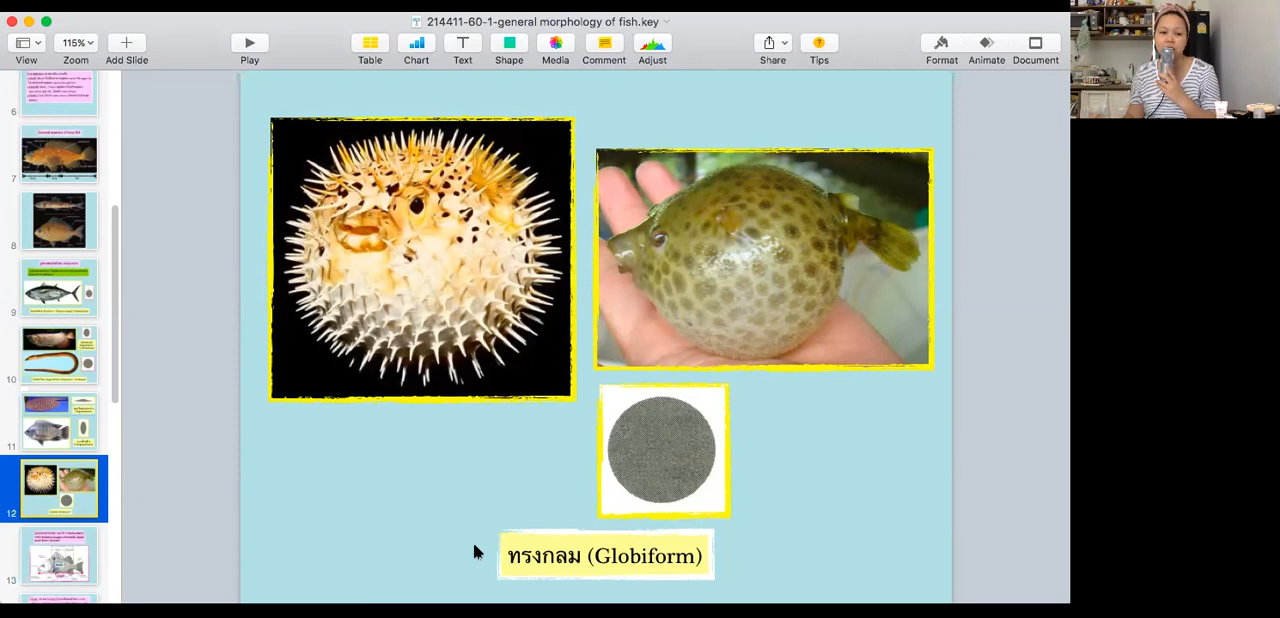 214411-60-1-general morphology of fish.key
115%
View
Zoom
Add Slide
Play
Table
Chart
Text
Shape
Media
Comment
Adjust
Share
Tips
Format
Animate
Document
6
7
8
9
10
11
12
13
ทรงกลม (Globiform)